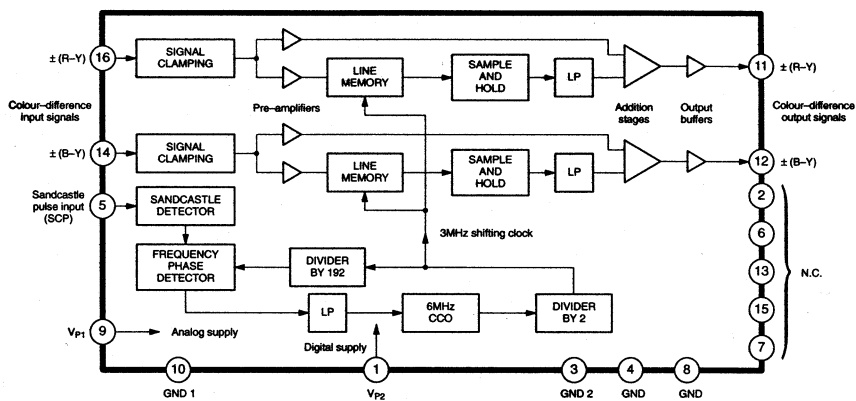 ± (R–Y)
16
SIGNAL
CLAMPING
Pre–amplifiers
LINE
MEMORY
SAMPLE
AND
HOLD
LP
Addition
stages
Output
buffers
11
± (R–Y)
Colour–difference
input signals
Colour–difference
output signals
± (B–Y)
14
SIGNAL
CLAMPING
LINE
MEMORY
SAMPLE
AND
HOLD
LP
12
± (B–Y)
Sandcastle
pulse input
(SCP)
5
SANDCASTLE
DETECTOR
3MHz shifting clock
FREQUENCY
PHASE
DETECTOR
DIVIDER
BY 192
LP
6MHz
CCO
DIVIDER
BY 2
2
6
13
15
7
N.C.
VP1
9
Analog supply
Digital supply
10
GND 1
1
VP2
3
GND 2
4
GND
8
GND